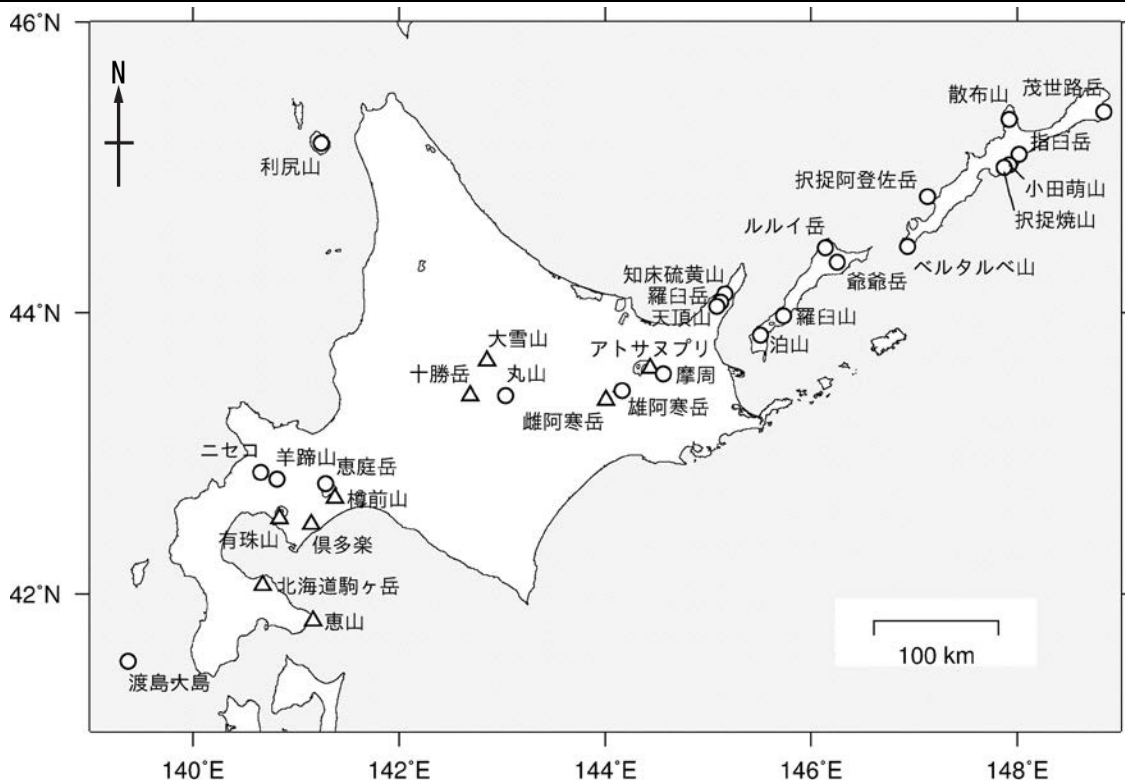 46°N
N
茂世路岳
散布山
利尻山
指臼岳
択捉阿登佐岳
小田萌山
択捉焼山
ルルイ岳
知床硫黄山
爺爺岳
ベルタルベ山
羅臼岳
44°N
天頂山
羅臼山
泊山
大雪山
アトサヌプリ
十勝岳
丸山
摩周
雌阿寒岳
雄阿寒岳
ニセコ
羊蹄山
恵庭岳
樽前山
有珠山
倶多楽
42°N
北海道駒ヶ岳
恵山
100 km
渡島大島
140°E
142°E
144°E
146°E
148°E